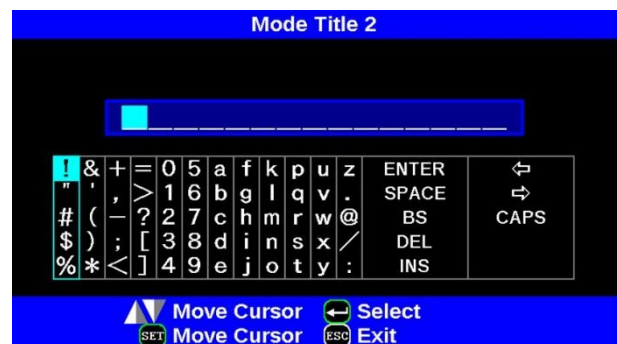 Mode Title 2
! & + = 0 5 a f k p u z ENTER ⇦
" ' , > 1 6 b g l q v . SPACE ⇨
# ( − ? 2 7 c h m r w @ BS CAPS
$ ) ; [ 3 8 d i n s x / DEL
% * < ] 4 9 e j o t y : INS
Move Cursor Select
SET Move Cursor ESC Exit